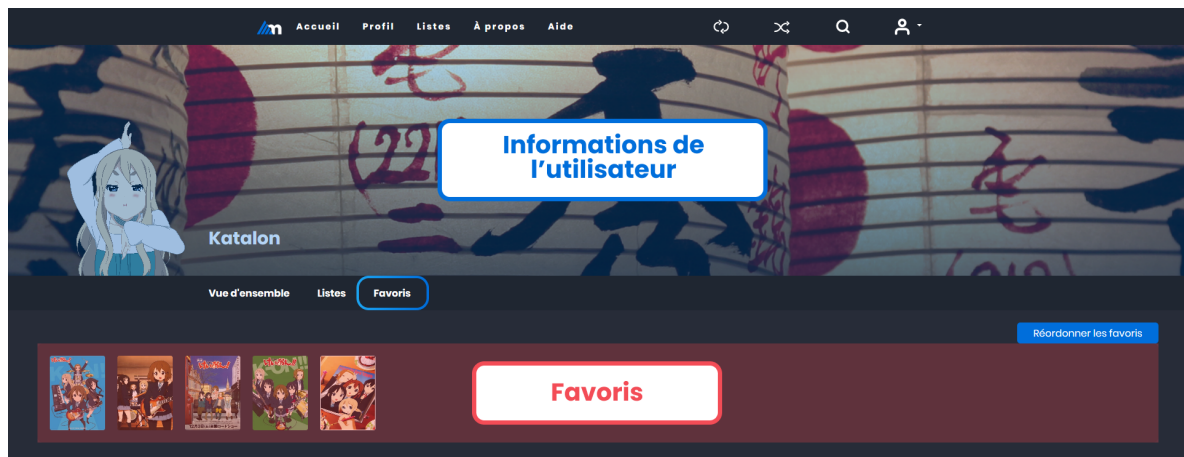 m Accueil Profil Listes À propos Aide
Informations de
l'utilisateur
Katalon
Vue d'ensemble Listes Favoris
Réordonner les favoris
Favoris